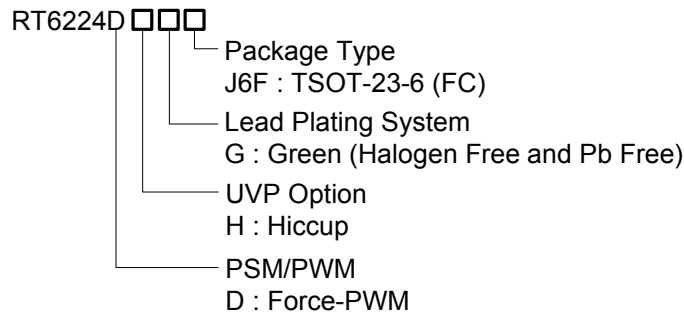 RT6224D □□□
Package Type
J6F : TSOT-23-6 (FC)
Lead Plating System
G : Green (Halogen Free and Pb Free)
UVP Option
H : Hiccup
PSM/PWM
D : Force-PWM